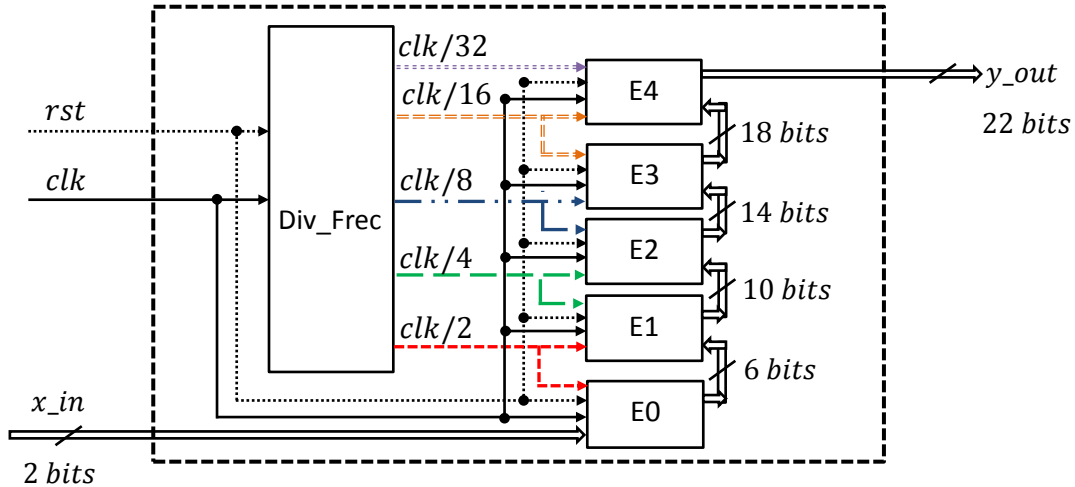 rst
clk
x_in
2 bits
Div_Frec
clk/32
clk/16
clk/8
clk/4
clk/2
E4
E3
E2
E1
E0
18 bits
14 bits
10 bits
6 bits
y_out
22 bits